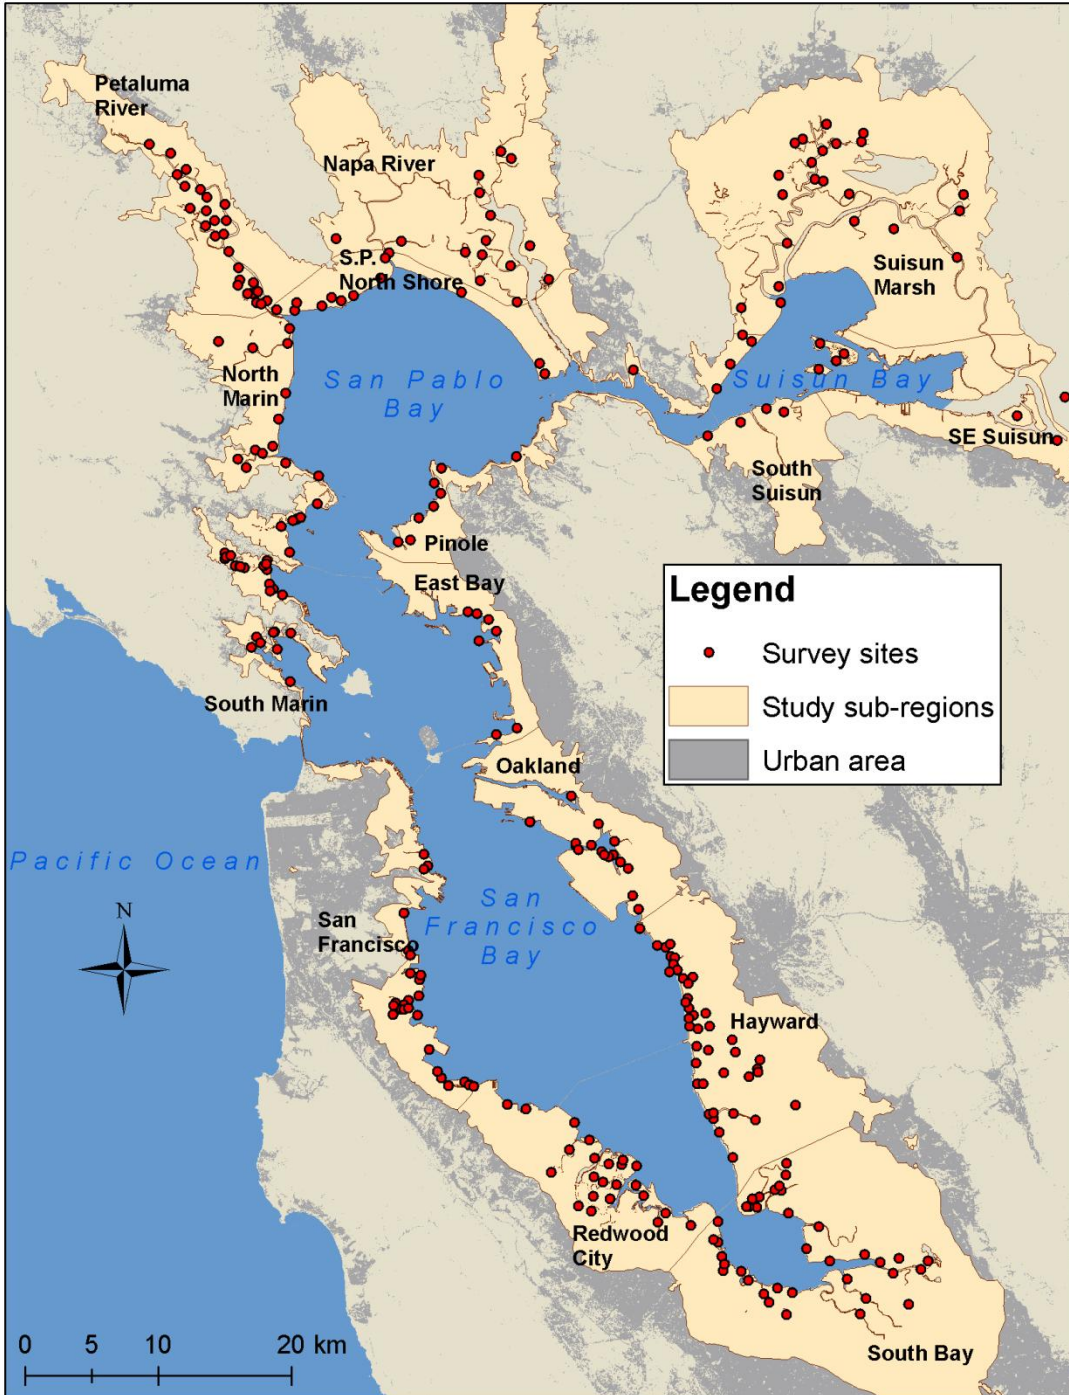 Petaluma
River
Napa River
S.P.
North Shore
Suisun
Marsh
North
Marin
San Pablo
Bay
Suisun Bay
SE Suisun
South
Suisun
Pinole
East Bay
Legend
Survey sites
Study sub-regions
Urban area
South Marin
Oakland
Pacific Ocean
San
Francisco
Bay
San
Francisco
N
Hayward
Redwood
City
South Bay
0 5 10 20 km